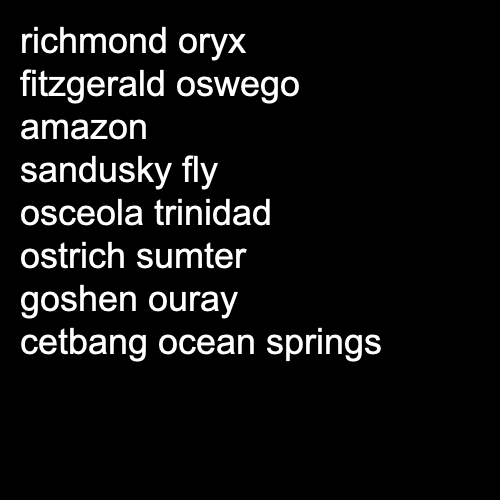 richmond oryx
fitzgerald oswego
amazon
sandusky fly
osceola trinidad
ostrich sumter
goshen ouray
cetbang ocean springs